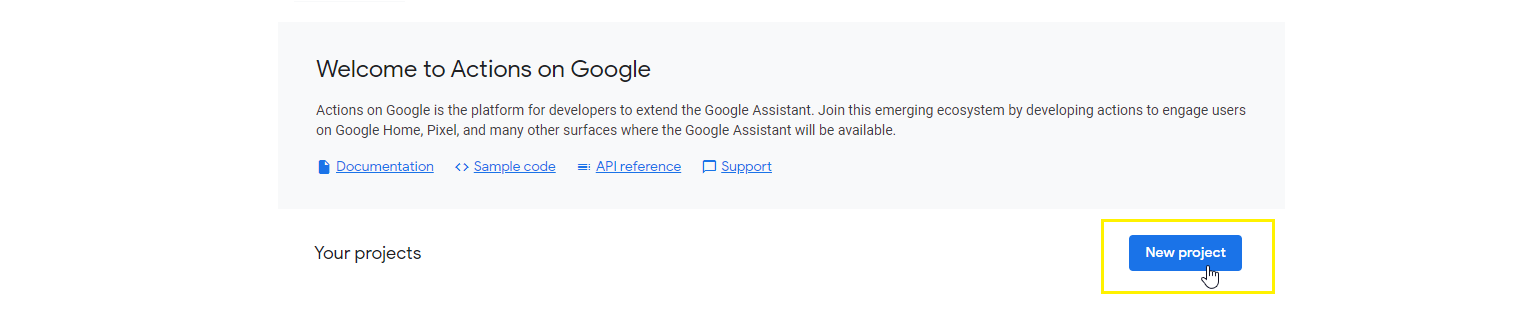 Welcome to Actions on Google
Actions on Google is the platform for developers to extend the Google Assistant. Join this emerging ecosystem by developing actions to engage users
on Google Home, Pixel, and many other surfaces where the Google Assistant will be available.
Documentation Sample code API reference Support
Your projects New project